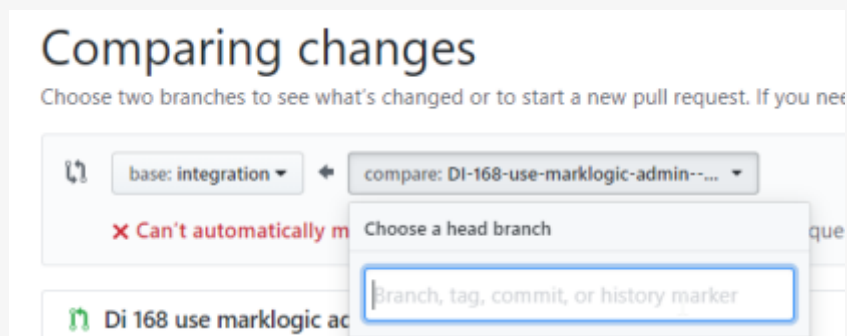 Comparing changes
Choose two branches to see what's changed or to start a new pull request. If you
base: integration compare: DI-168-use-marklogic-admin--...
× Can't automatically
Choose a head branch
Branch, tag, commit, or history marker
Di 168 use marklogic